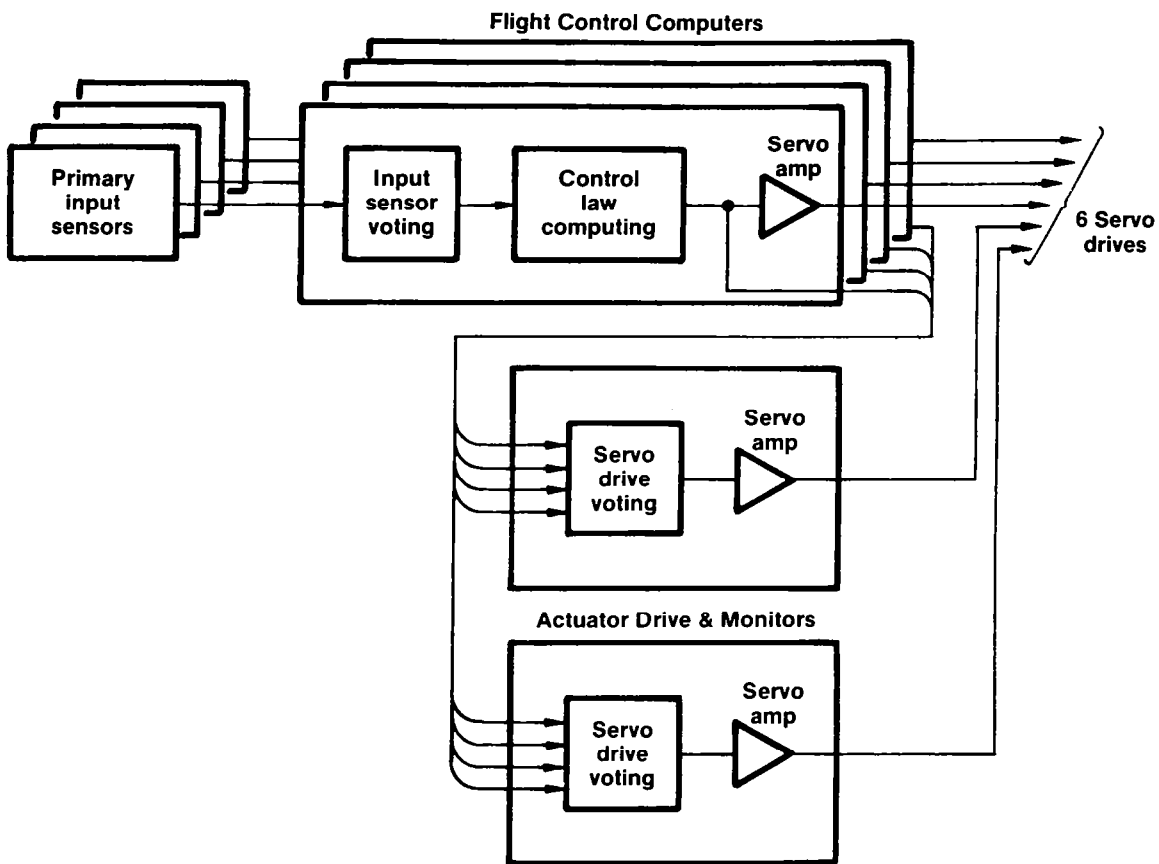 Flight Control Computers
Primary
input
sensors
Input
sensor
voting
Control
law
computing
Servo
amp
6 Servo
drives
Servo
drive
voting
Servo
amp
Actuator Drive & Monitors
Servo
drive
voting
Servo
amp